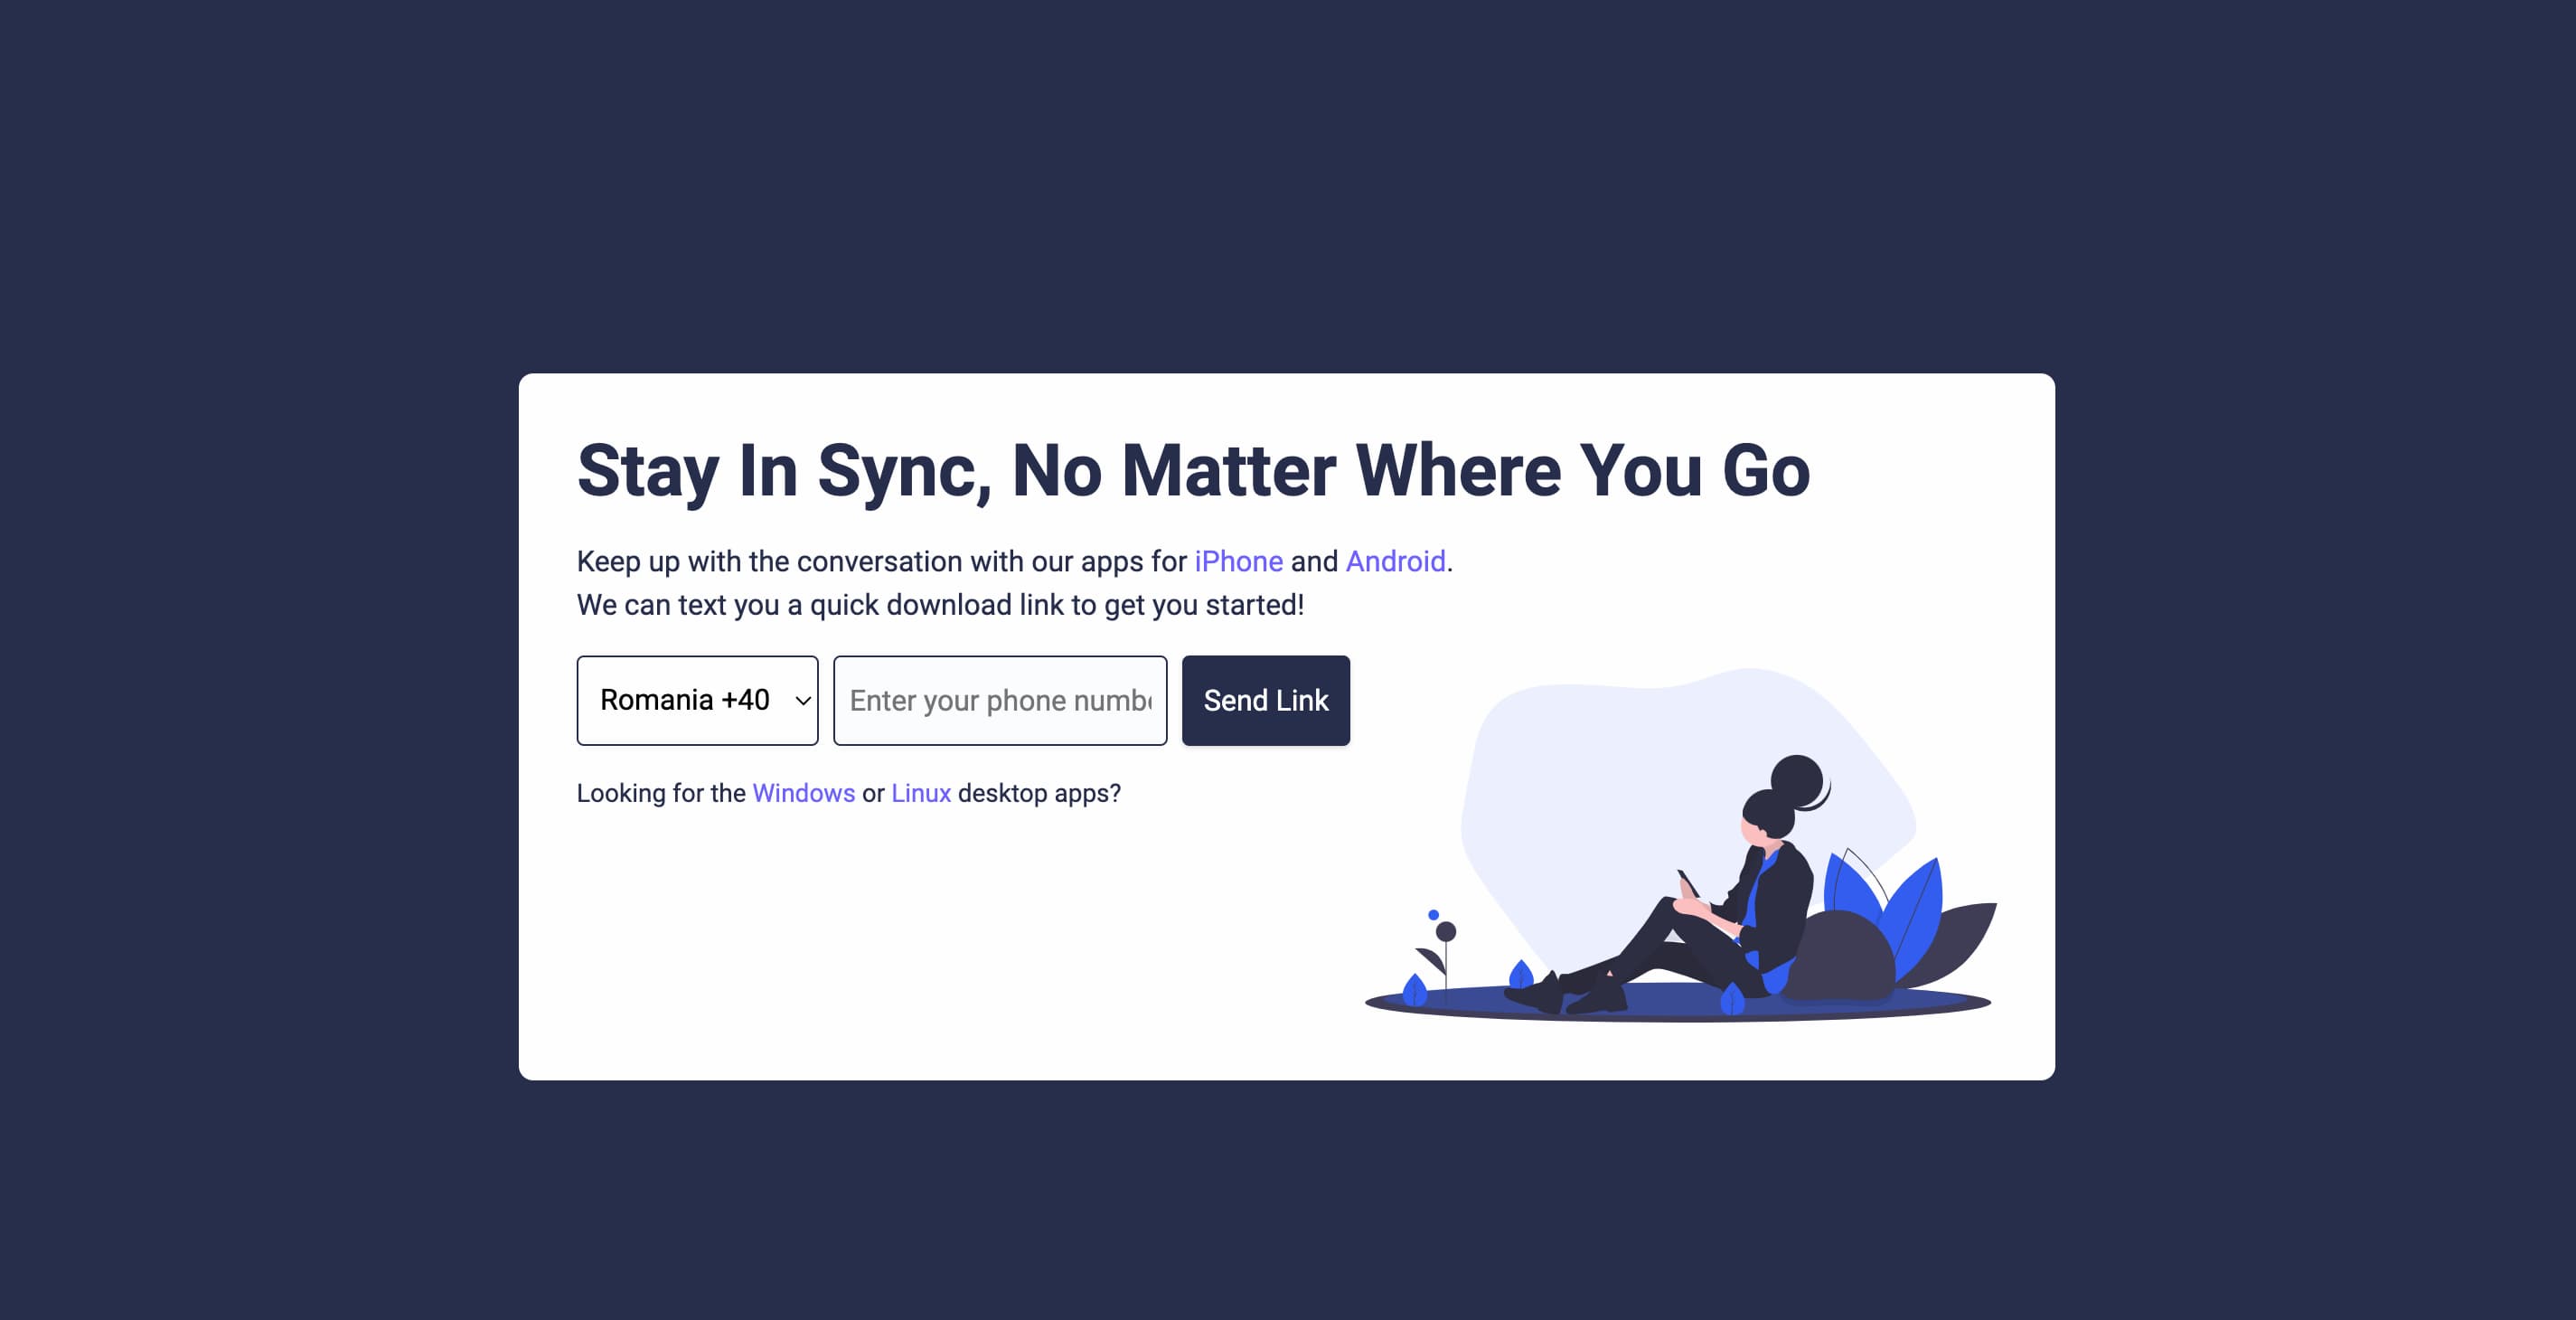 Stay In Sync, No Matter Where You Go
Keep up with the conversation with our apps for iPhone and Android.
We can text you a quick download link to get you started!
Romania +40
Enter your phone numbe
Send Link
Looking for the Windows or Linux desktop apps?